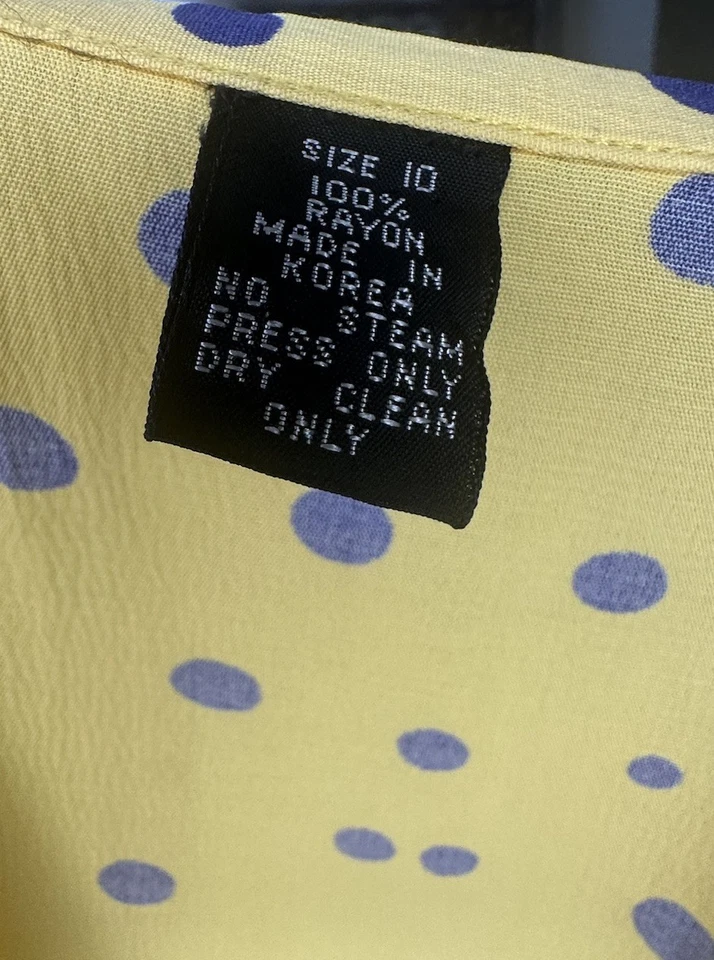 SIZE 10
100%
RAYON
MADE IN
KOREA
NO STEAM
PRESS ONLY
DRY CLEAN
ONLY